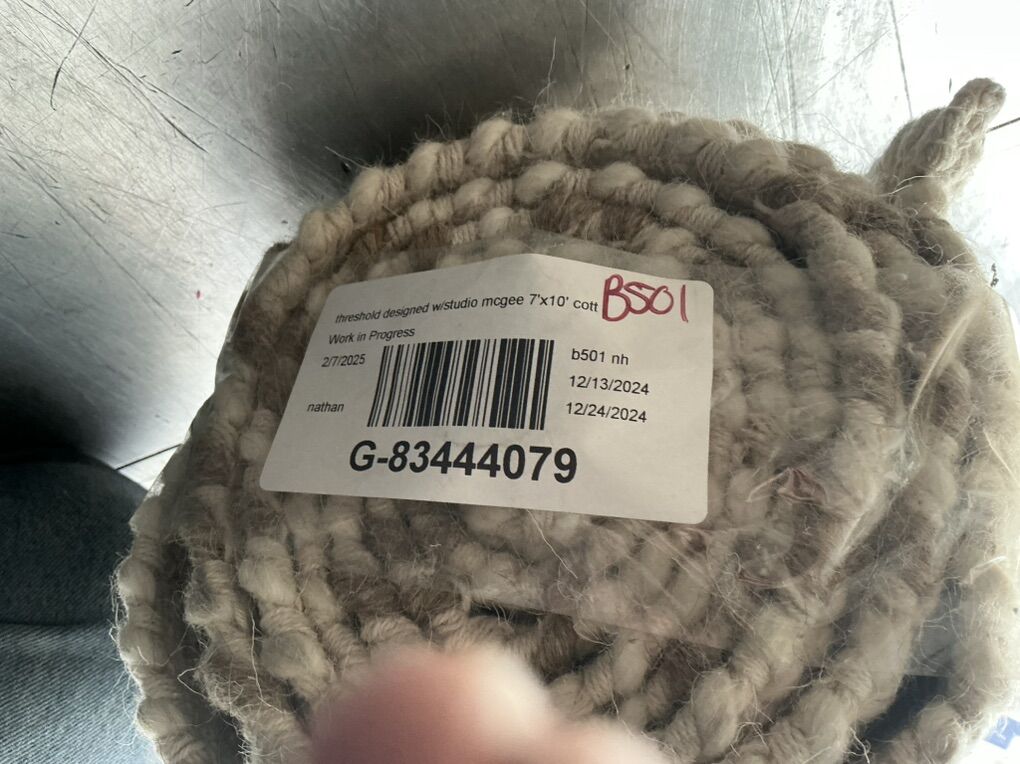 threshold designed w/studio mcgee 7'x10' cott B501
Work in Progress
2/7/2025 b501 nh
12/13/2024
nathan 12/24/2024
G-83444079